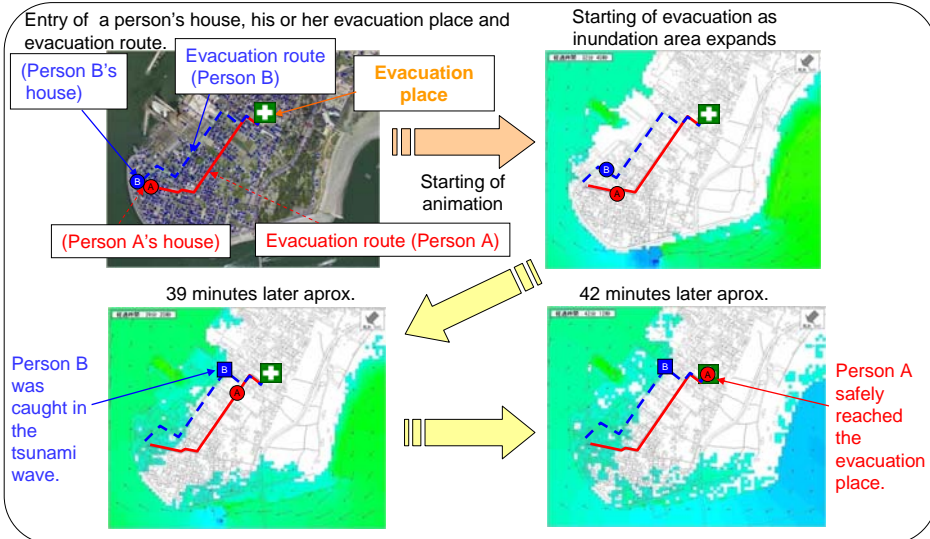 Entry of a person's house, his or her evacuation place and
evacuation route.
(Person B's
house)
Evacuation route
(Person B)
Evacuation
place
B
A
(Person A's house)
Evacuation route (Person A)
Starting of
animation
Starting of evacuation as
inundation area expands
B
A
39 minutes later aprox.
Person B
was
caught in
the
tsunami
wave.
B
A
42 minutes later aprox.
B
A
Person A
safely
reached
the
evacuation
place.